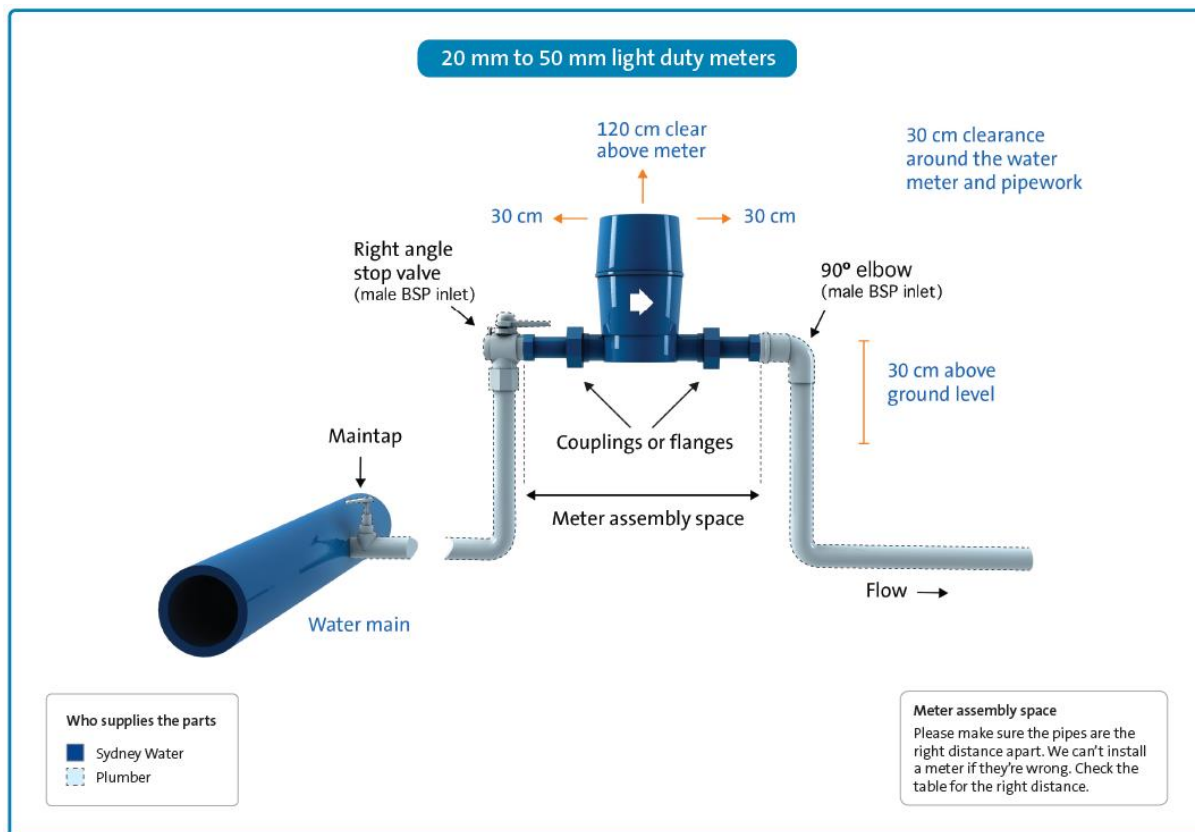 20 mm to 50 mm light duty meters
120 cm clear
above meter
30 cm clearance
around the water
meter and pipework
30 cm
30 cm
Right angle
stop valve
(male BSP inlet)
90º elbow
(male BSP inlet)
30 cm above
ground level
Maintap
Couplings or flanges
Meter assembly space
Flow
Water main
Who supplies the parts
Sydney Water
Plumber
Meter assembly space
Please make sure the pipes are the
right distance apart. We can't install
a meter if they're wrong. Check the
table for the right distance.